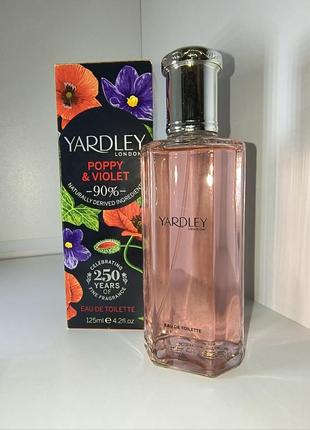 YARDLEY
LONDON
POPPY
& VIOLET
-90%-
NATURALLY DERIVED INGREDIENTS
CELEBRATING
250
YEARS OF
FINE FRAGRANCE
EAU DE TOILETTE
125ml ℮ 4.2fl.oz
YARDLEY
LONDON
EAU DE TOILETTE